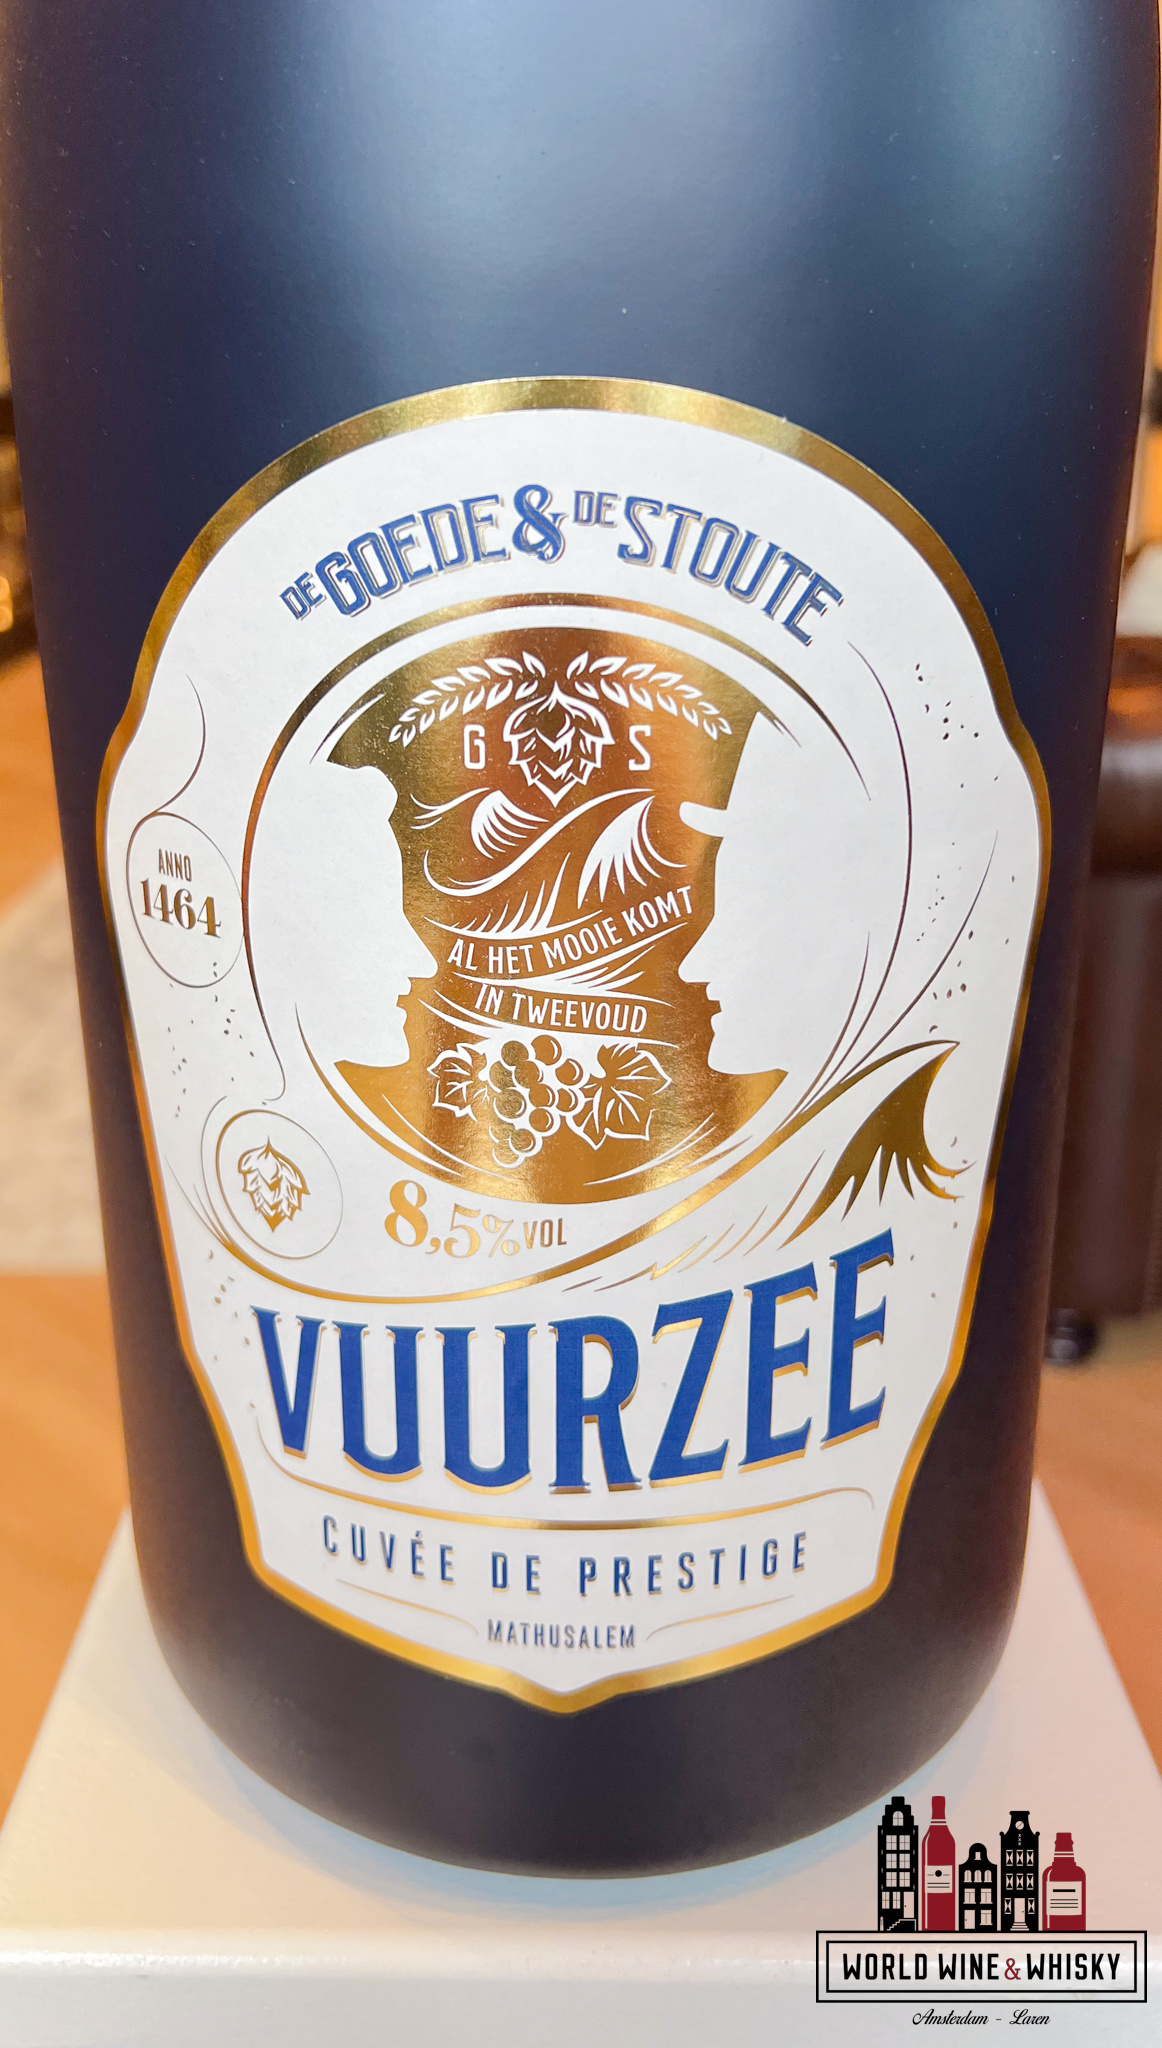 DE GOEDE & DE STOUTE
G S
AL HET MOOIE KOMT
IN TWEEVOUD
ANNO
1464
8,5% VOL
VUURZEE
CUVÉE DE PRESTIGE
MATHUSALEM
WORLD WINE & WHISKY
Amsterdam - Laren